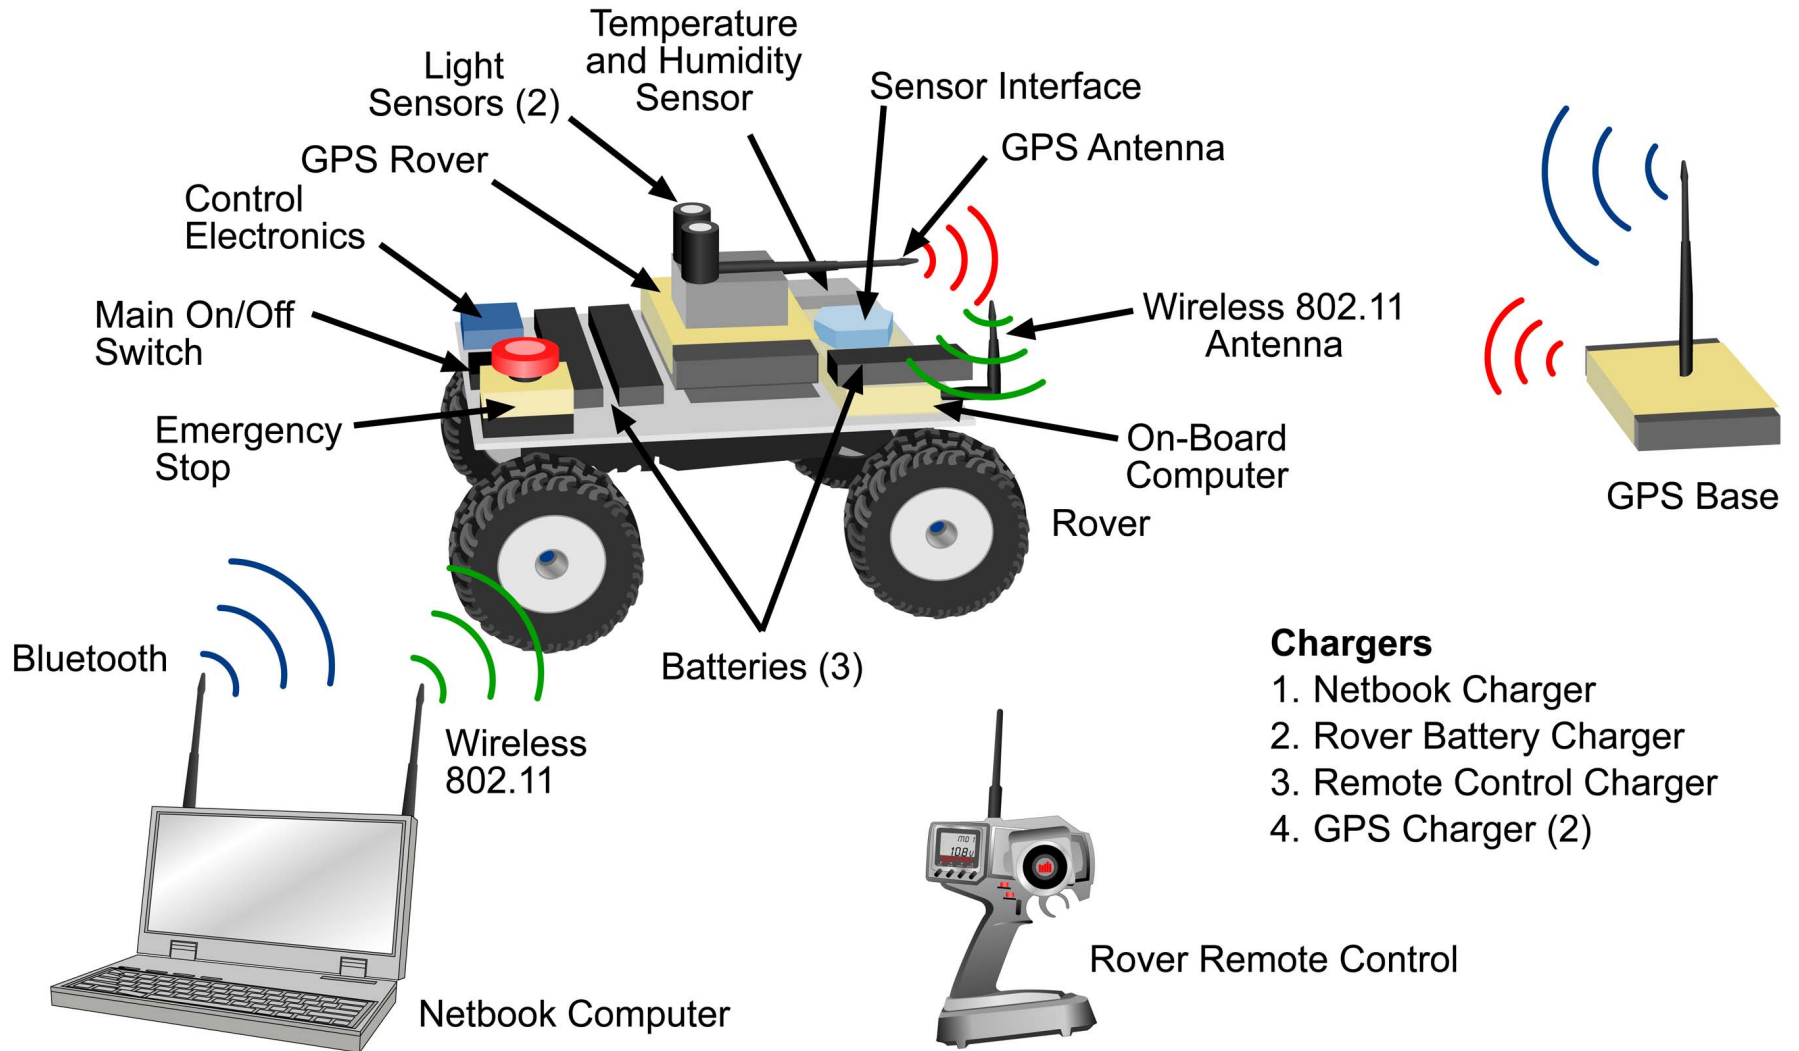 Temperature
and Humidity
Sensor
Light
Sensors (2)
Sensor Interface
GPS Rover
GPS Antenna
Control
Electronics
Main On/Off
Switch
Wireless 802.11
Antenna
Emergency
Stop
On-Board
Computer
GPS Base
Rover
Bluetooth
Batteries (3)
Wireless
802.11
Chargers
1. Netbook Charger
2. Rover Battery Charger
3. Remote Control Charger
4. GPS Charger (2)
Rover Remote Control
Netbook Computer